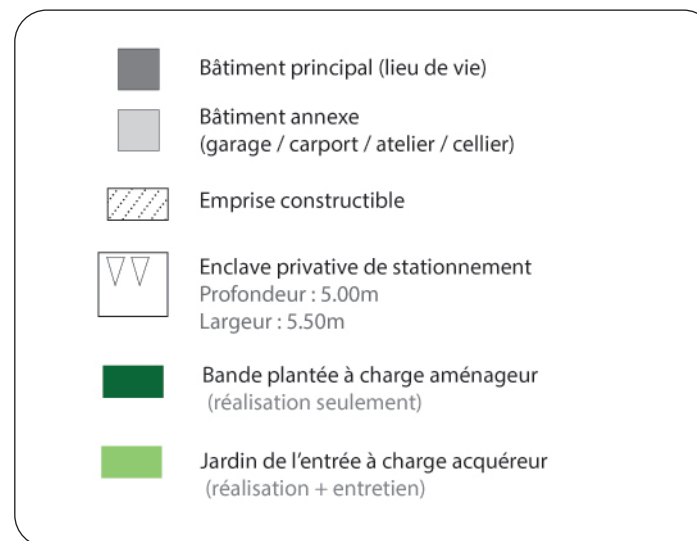 Bâtiment principal (lieu de vie)
Bâtiment annexe
(garage / carport / atelier / cellier)
Emprise constructible
Enclave privative de stationnement
Profondeur : 5.00m
Largeur : 5.50m
Bande plantée à charge aménageur
(réalisation seulement)
Jardin de l'entrée à charge acquéreur
(réalisation + entretien)